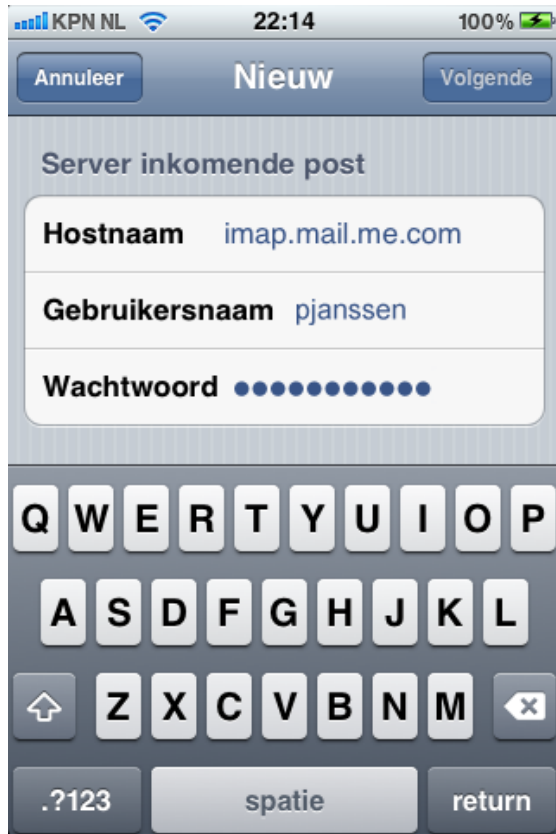 KPN NL 22:14 100%
Annuleer Nieuw Volgende
Server inkomende post
Hostnaam imap.mail.me.com
Gebruikersnaam pjanssen
Wachtwoord ●●●●●●●●●●●
Q W E R T Y U I O P
A S D F G H J K L
Z X C V B N M
.?123 spatie return